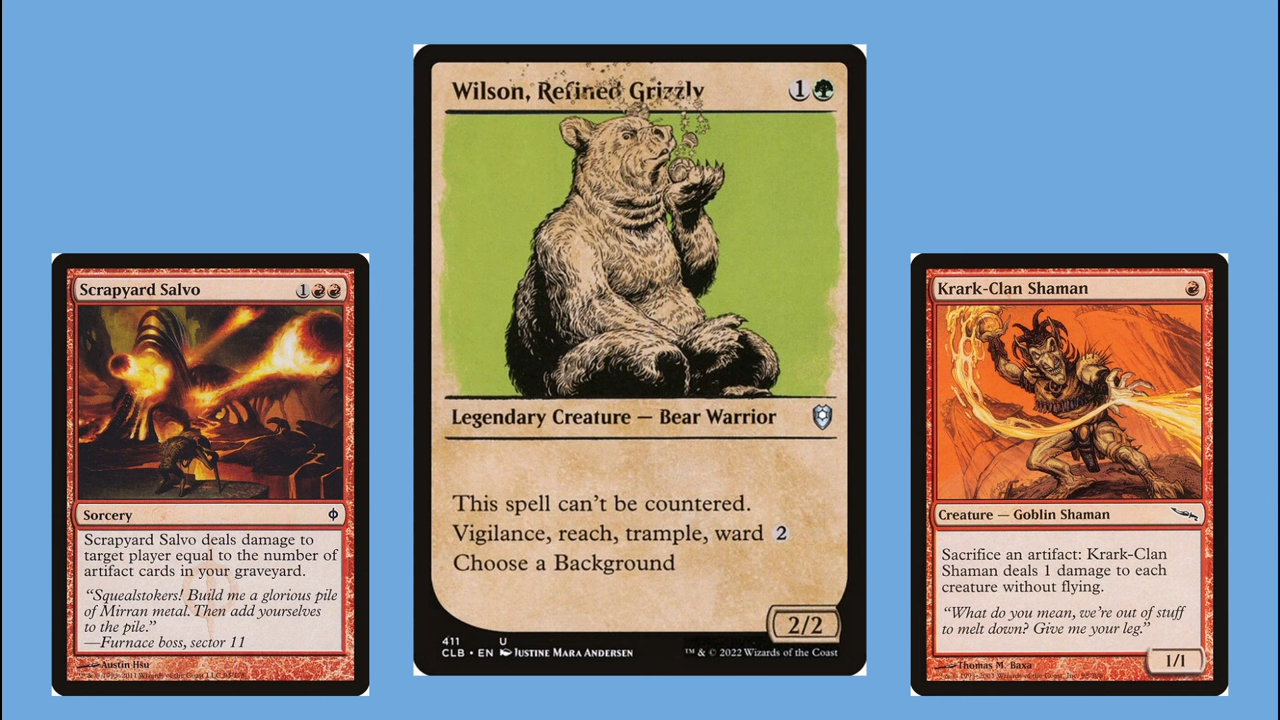 Scrapyard Salvo
1
Sorcery
Scrapyard Salvo deals damage to
target player equal to the number of
artifact cards in your graveyard.
“Squealstokers! Build me a glorious pile
of Mirran metal. Then add yourselves
to the pile.”
—Furnace boss, sector 11
Austin Hsu
Wilson, Refined Grizzly
1
Legendary Creature — Bear Warrior
This spell can’t be countered.
Vigilance, reach, trample, ward 2
Choose a Background
2/2
411 U
CLB • EN JUSTINE MARA ANDERSEN
™ & © 2022 Wizards of the Coast
Krark-Clan Shaman
Creature — Goblin Shaman
Sacrifice an artifact: Krark-Clan
Shaman deals 1 damage to each
creature without flying.
“What do you mean, we’re out of stuff
to melt down? Give me your leg.”
Thomas M. Baxa
1/1